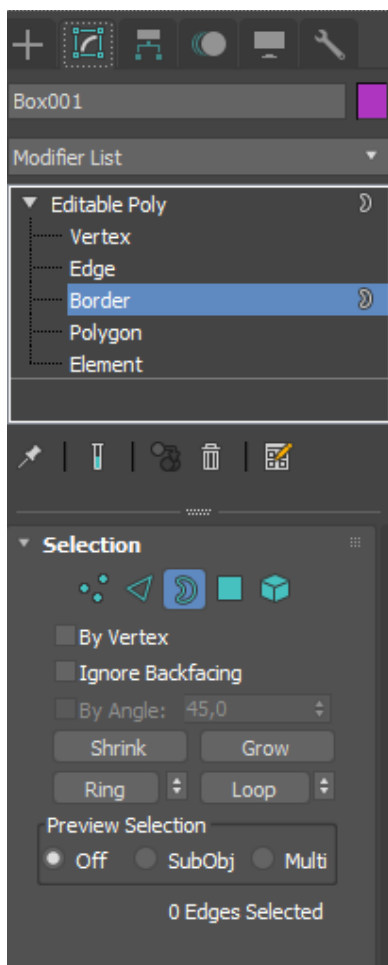 Box001
Modifier List
Editable Poly
Vertex
Edge
Border
Polygon
Element
Selection
By Vertex
Ignore Backfacing
By Angle: 45,0
Shrink Grow
Ring Loop
Preview Selection
Off SubObj Multi
0 Edges Selected